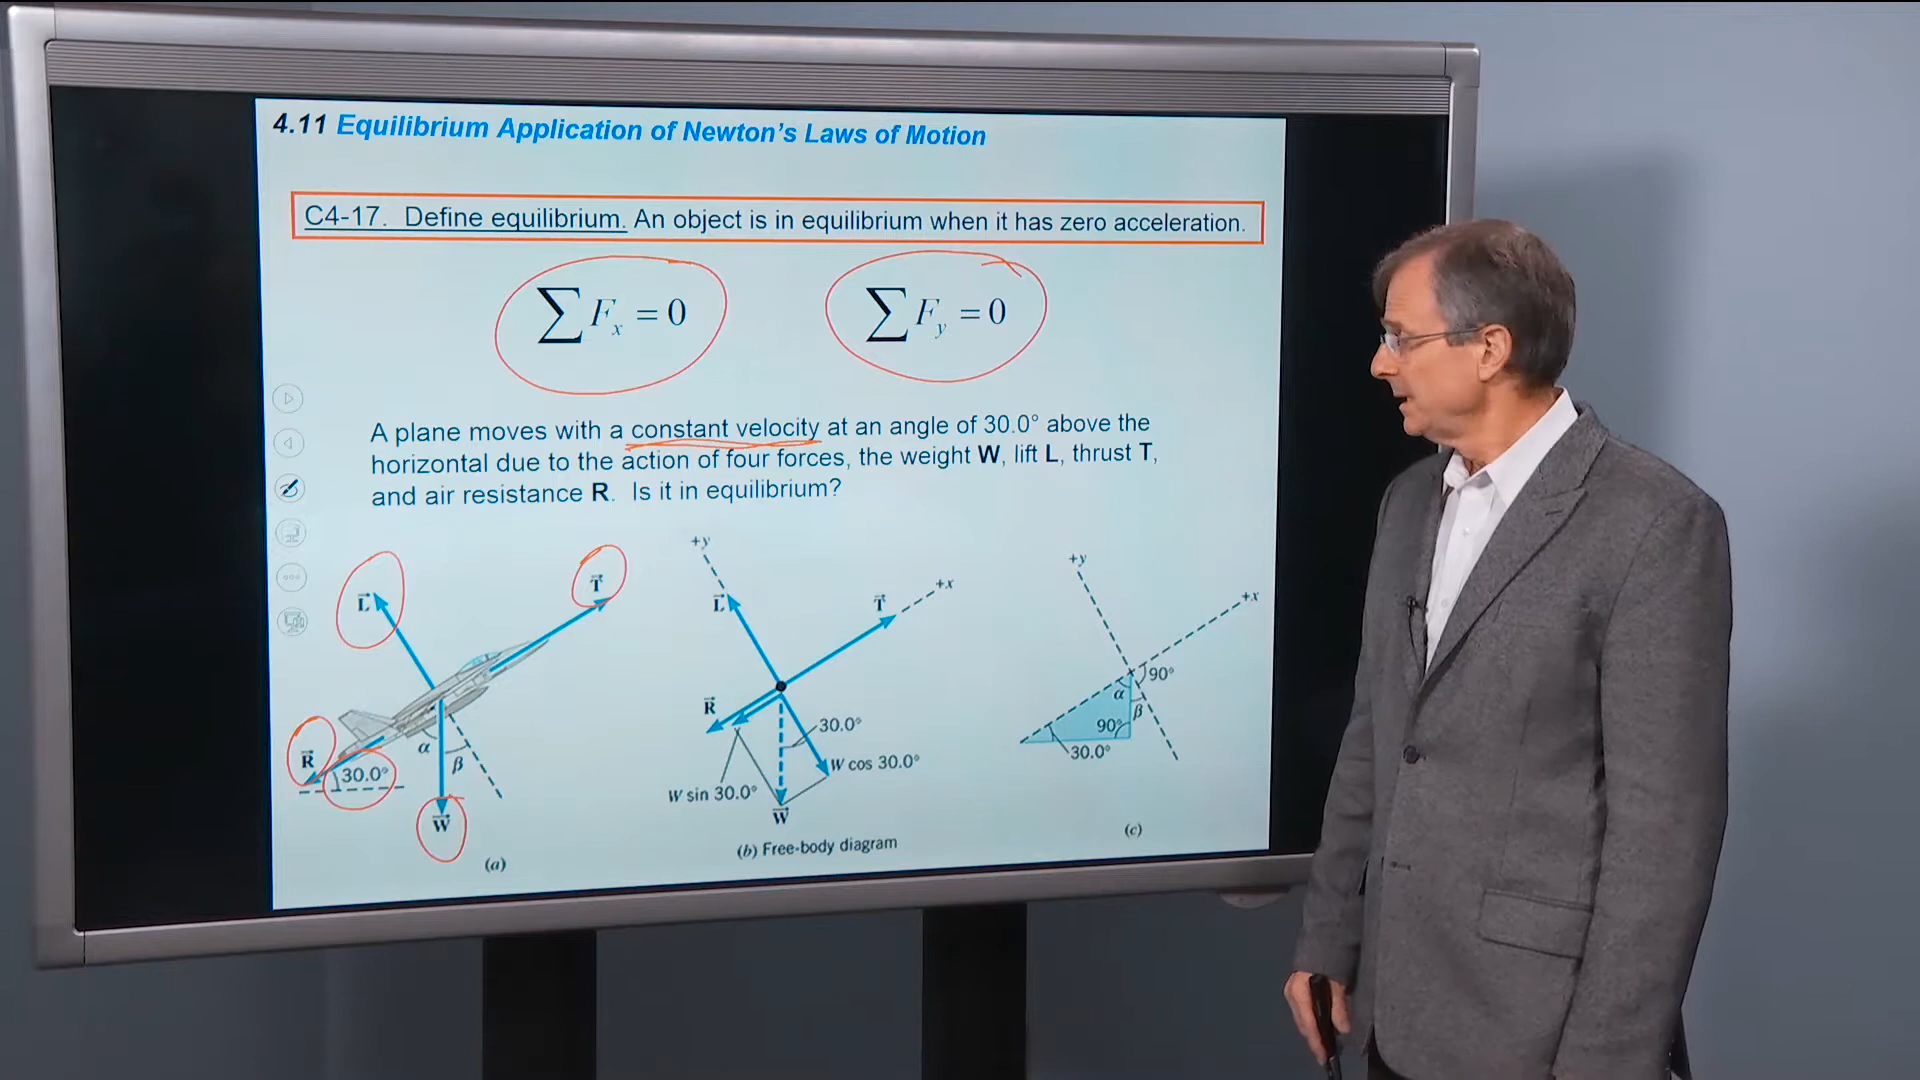 4.11 Equilibrium Application of Newton's Laws of Motion
C4-17. Define equilibrium. An object is in equilibrium when it has zero acceleration.
∑ Fₓ = 0
∑ F_y = 0
A plane moves with a constant velocity at an angle of 30.0° above the
horizontal due to the action of four forces, the weight W, lift L, thrust T,
and air resistance R. Is it in equilibrium?
L⃗
T⃗
R⃗
30.0°
α
β
W⃗
(a)
+y
+x
L⃗
T⃗
R⃗
30.0°
W cos 30.0°
W sin 30.0°
W⃗
(b) Free-body diagram
+y
+x
90°
α
β
90°
30.0°
(c)